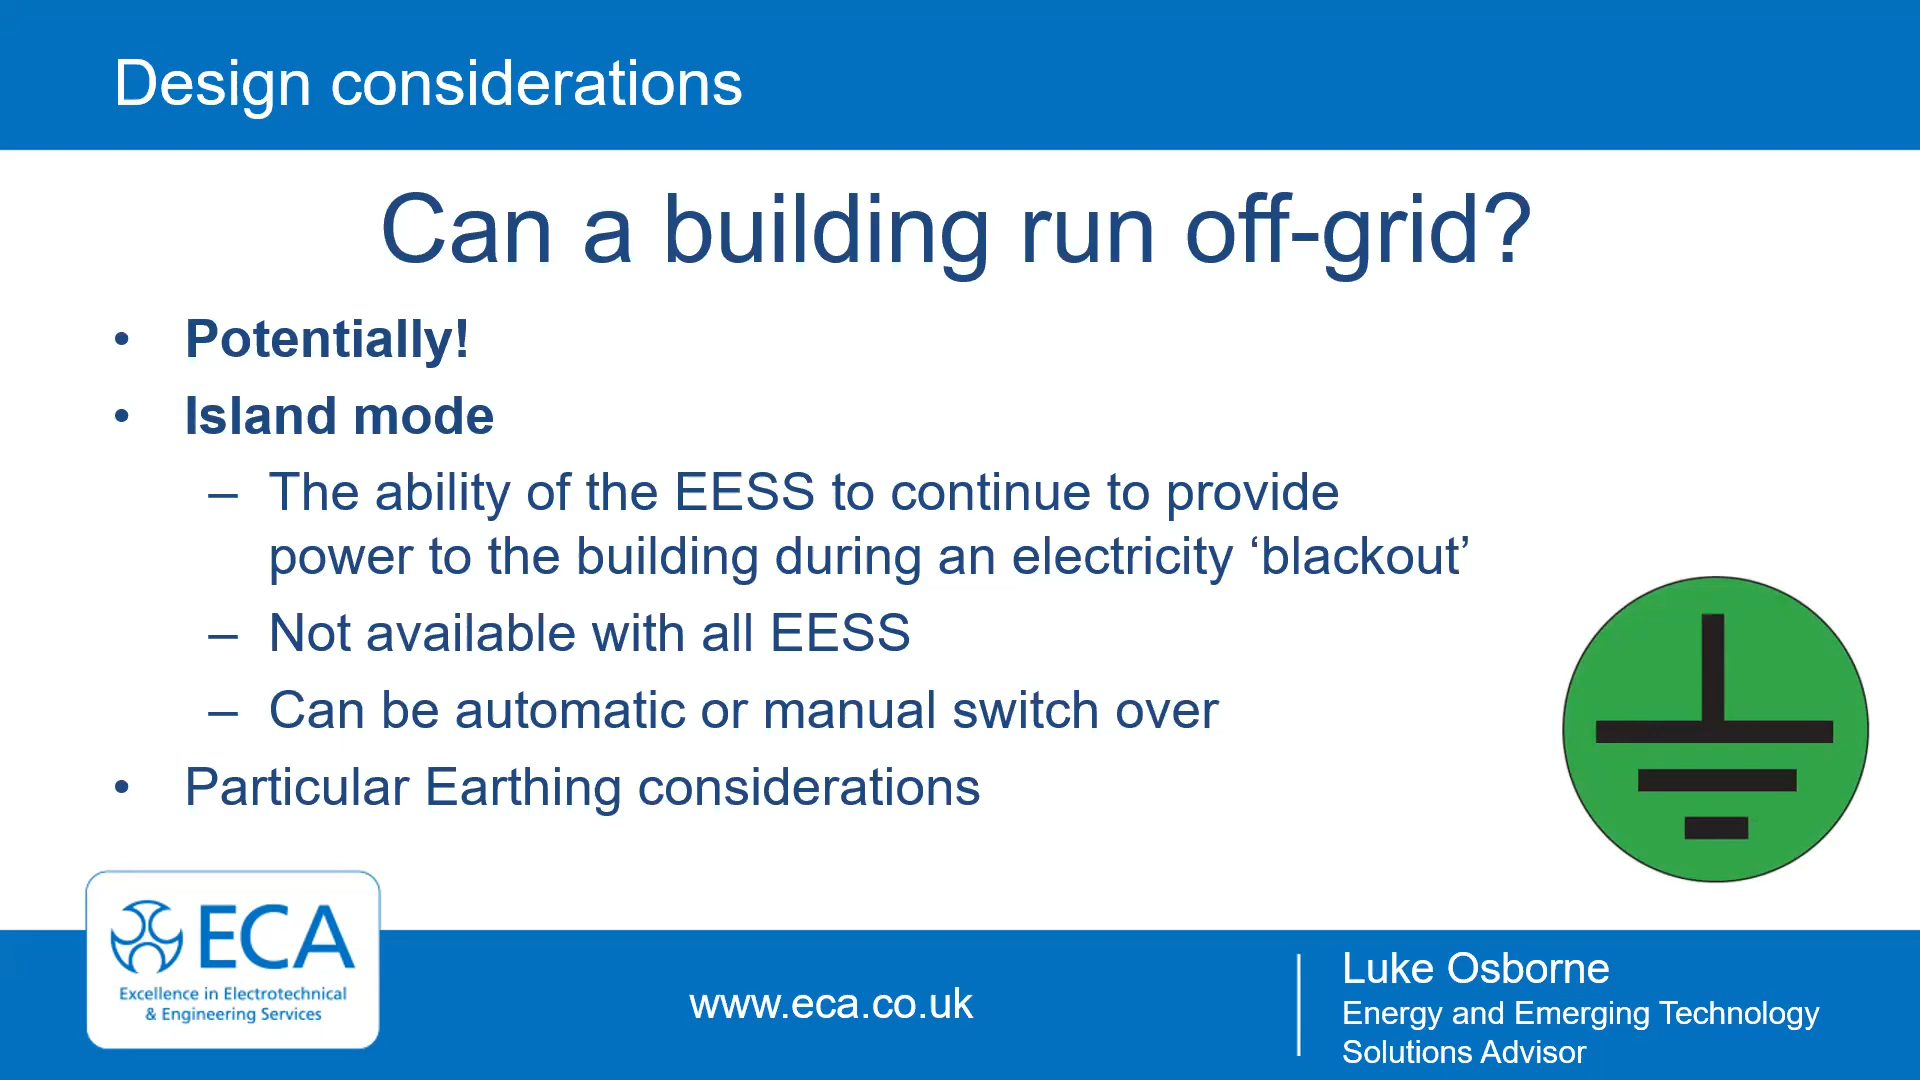 Design considerations
Can a building run off-grid?
• Potentially!
• Island mode
– The ability of the EESS to continue to provide
power to the building during an electricity ‘blackout’
– Not available with all EESS
– Can be automatic or manual switch over
• Particular Earthing considerations
ECA
Excellence in Electrotechnical
& Engineering Services
www.eca.co.uk
Luke Osborne
Energy and Emerging Technology
Solutions Advisor